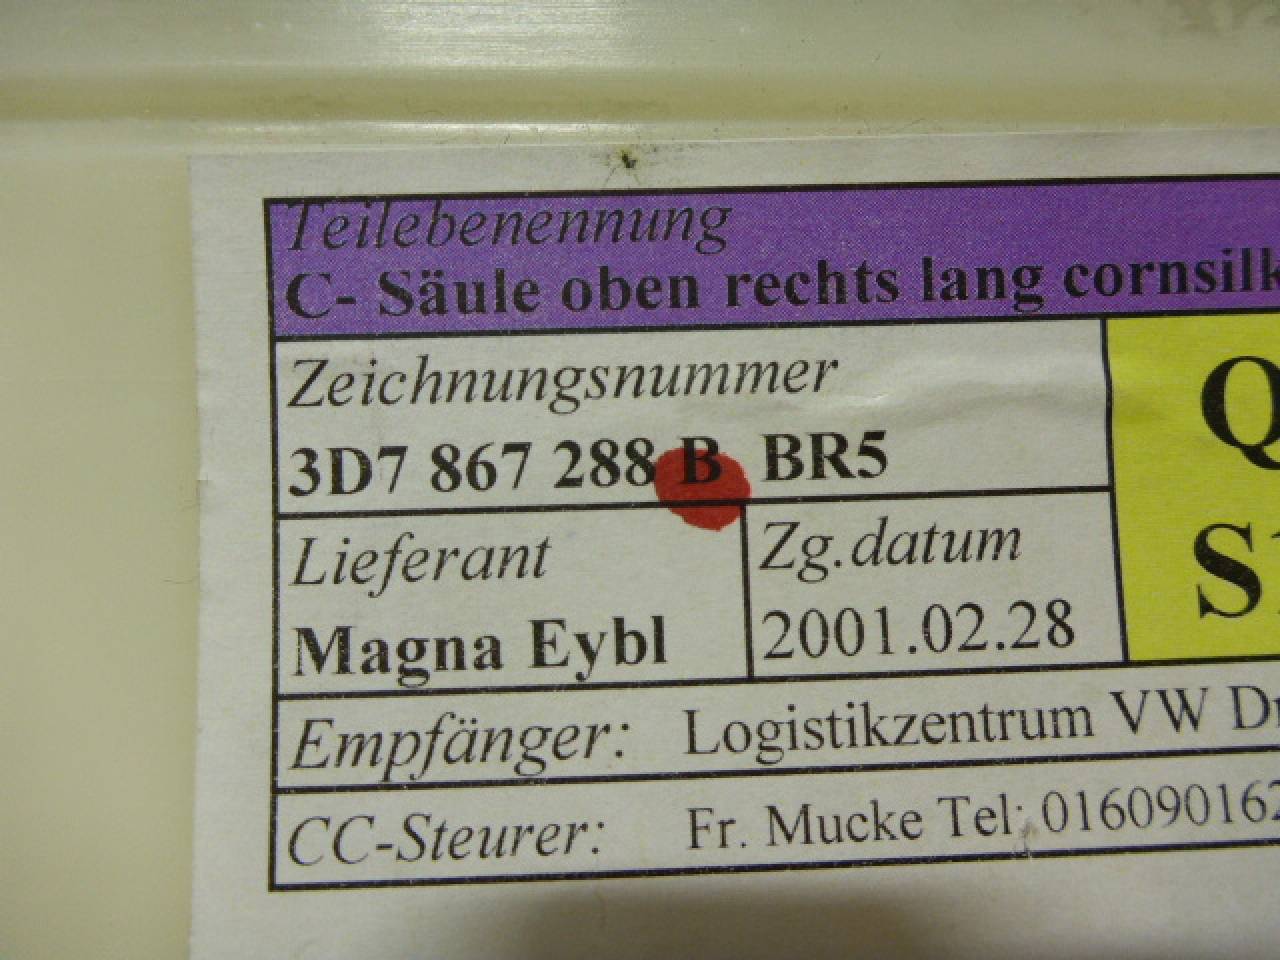 Teilebenennung
C- Säule oben rechts lang cornsilk
Zeichnungsnummer
3D7 867 288 B BR5
Lieferant
Zg.datum
Magna Eybl
2001.02.28
Empfänger: Logistikzentrum VW
CC-Steurer: Fr. Mucke Tel: